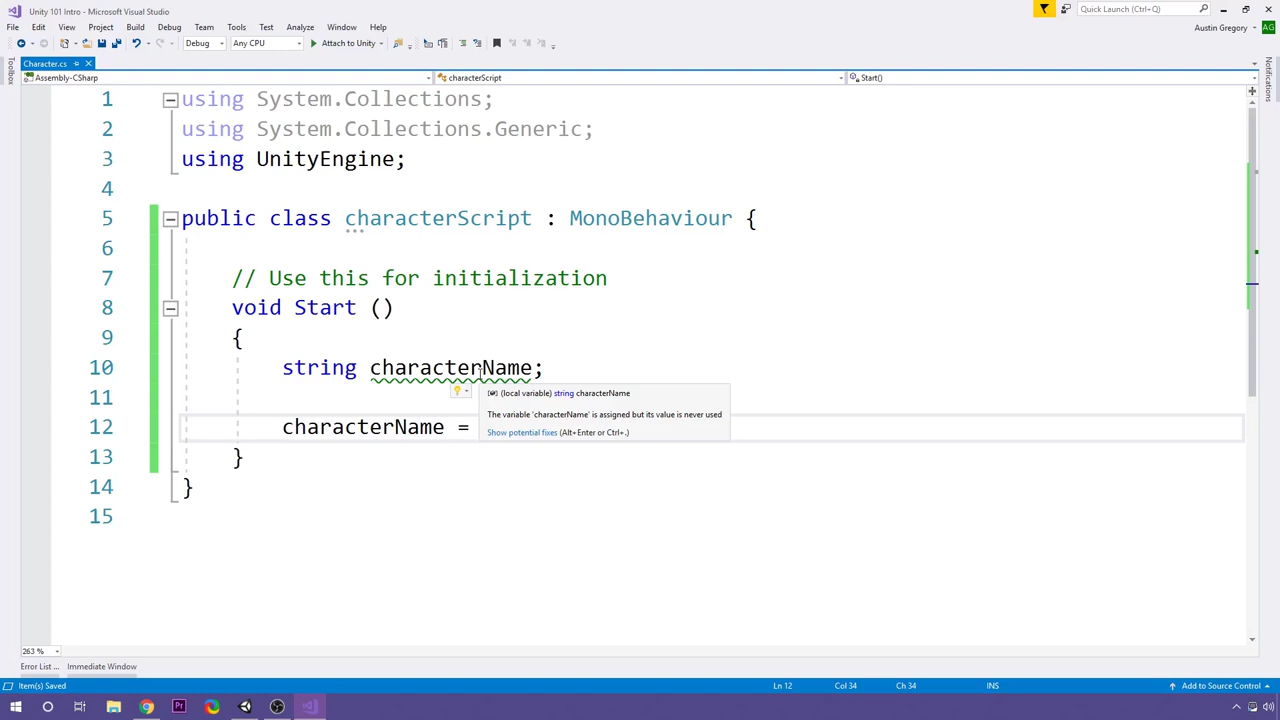 Unity 101 Intro - Microsoft Visual Studio
Quick Launch (Ctrl+Q)
File Edit View Project Build Debug Team Tools Test Analyze Window Help
Austin Gregory AG
Debug Any CPU Attach to Unity
Character.cs
Toolbox
Notifications
Assembly-CSharp characterScript Start()
1 using System.Collections;
2 using System.Collections.Generic;
3 using UnityEngine;
4
5 public class characterScript : MonoBehaviour {
6
7 // Use this for initialization
8 void Start ()
9 {
10 string characterName;
11
(local variable) string characterName
The variable 'characterName' is assigned but its value is never used
Show potential fixes (Alt+Enter or Ctrl+.)
12 characterName =
13 }
14 }
15
263 %
Error List ... Immediate Window
Item(s) Saved Ln 12 Col 34 Ch 34 INS Add to Source Control
Pr